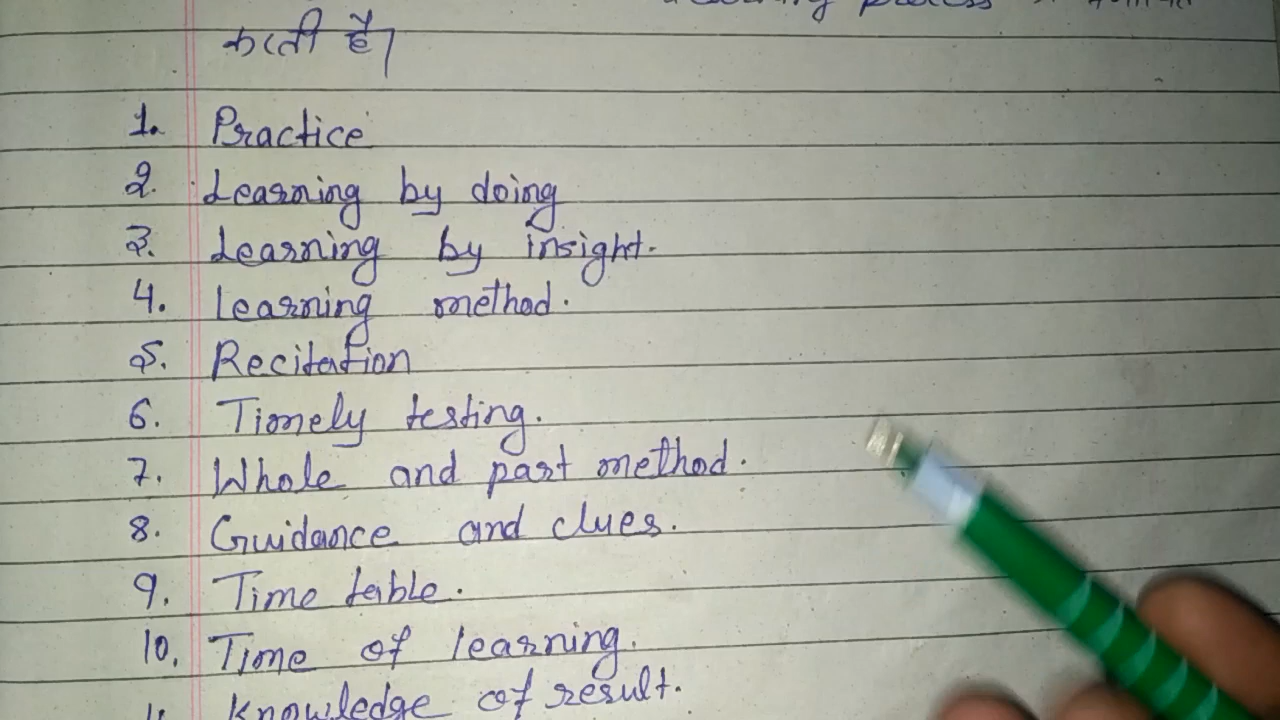 process
करती है।
1. Practice
2. Learning by doing
3. Learning by insight.
4. Learning method.
5. Recitation
6. Timely testing.
7. Whole and part method.
8. Guidance and clues.
9. Time table.
10. Time of learning.
11 Knowledge of result.